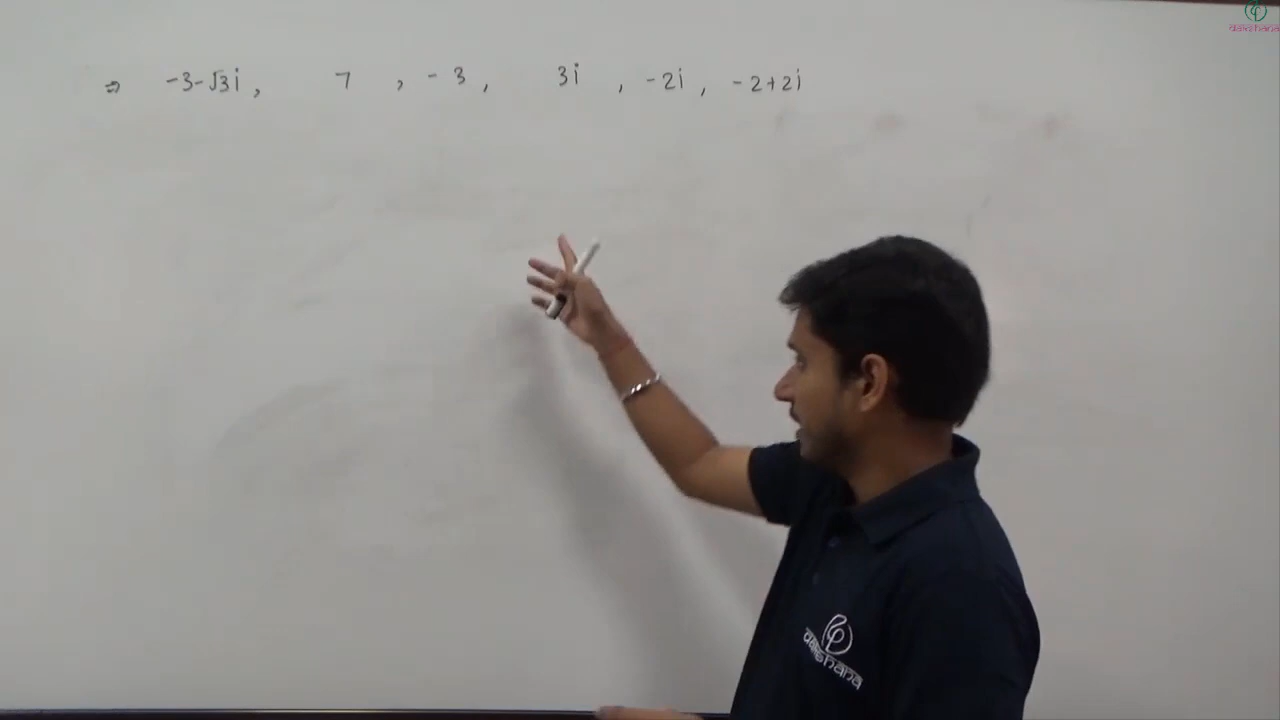 ⇒ -3-√3i, 7, -3, 3i, -2i, -2+2i